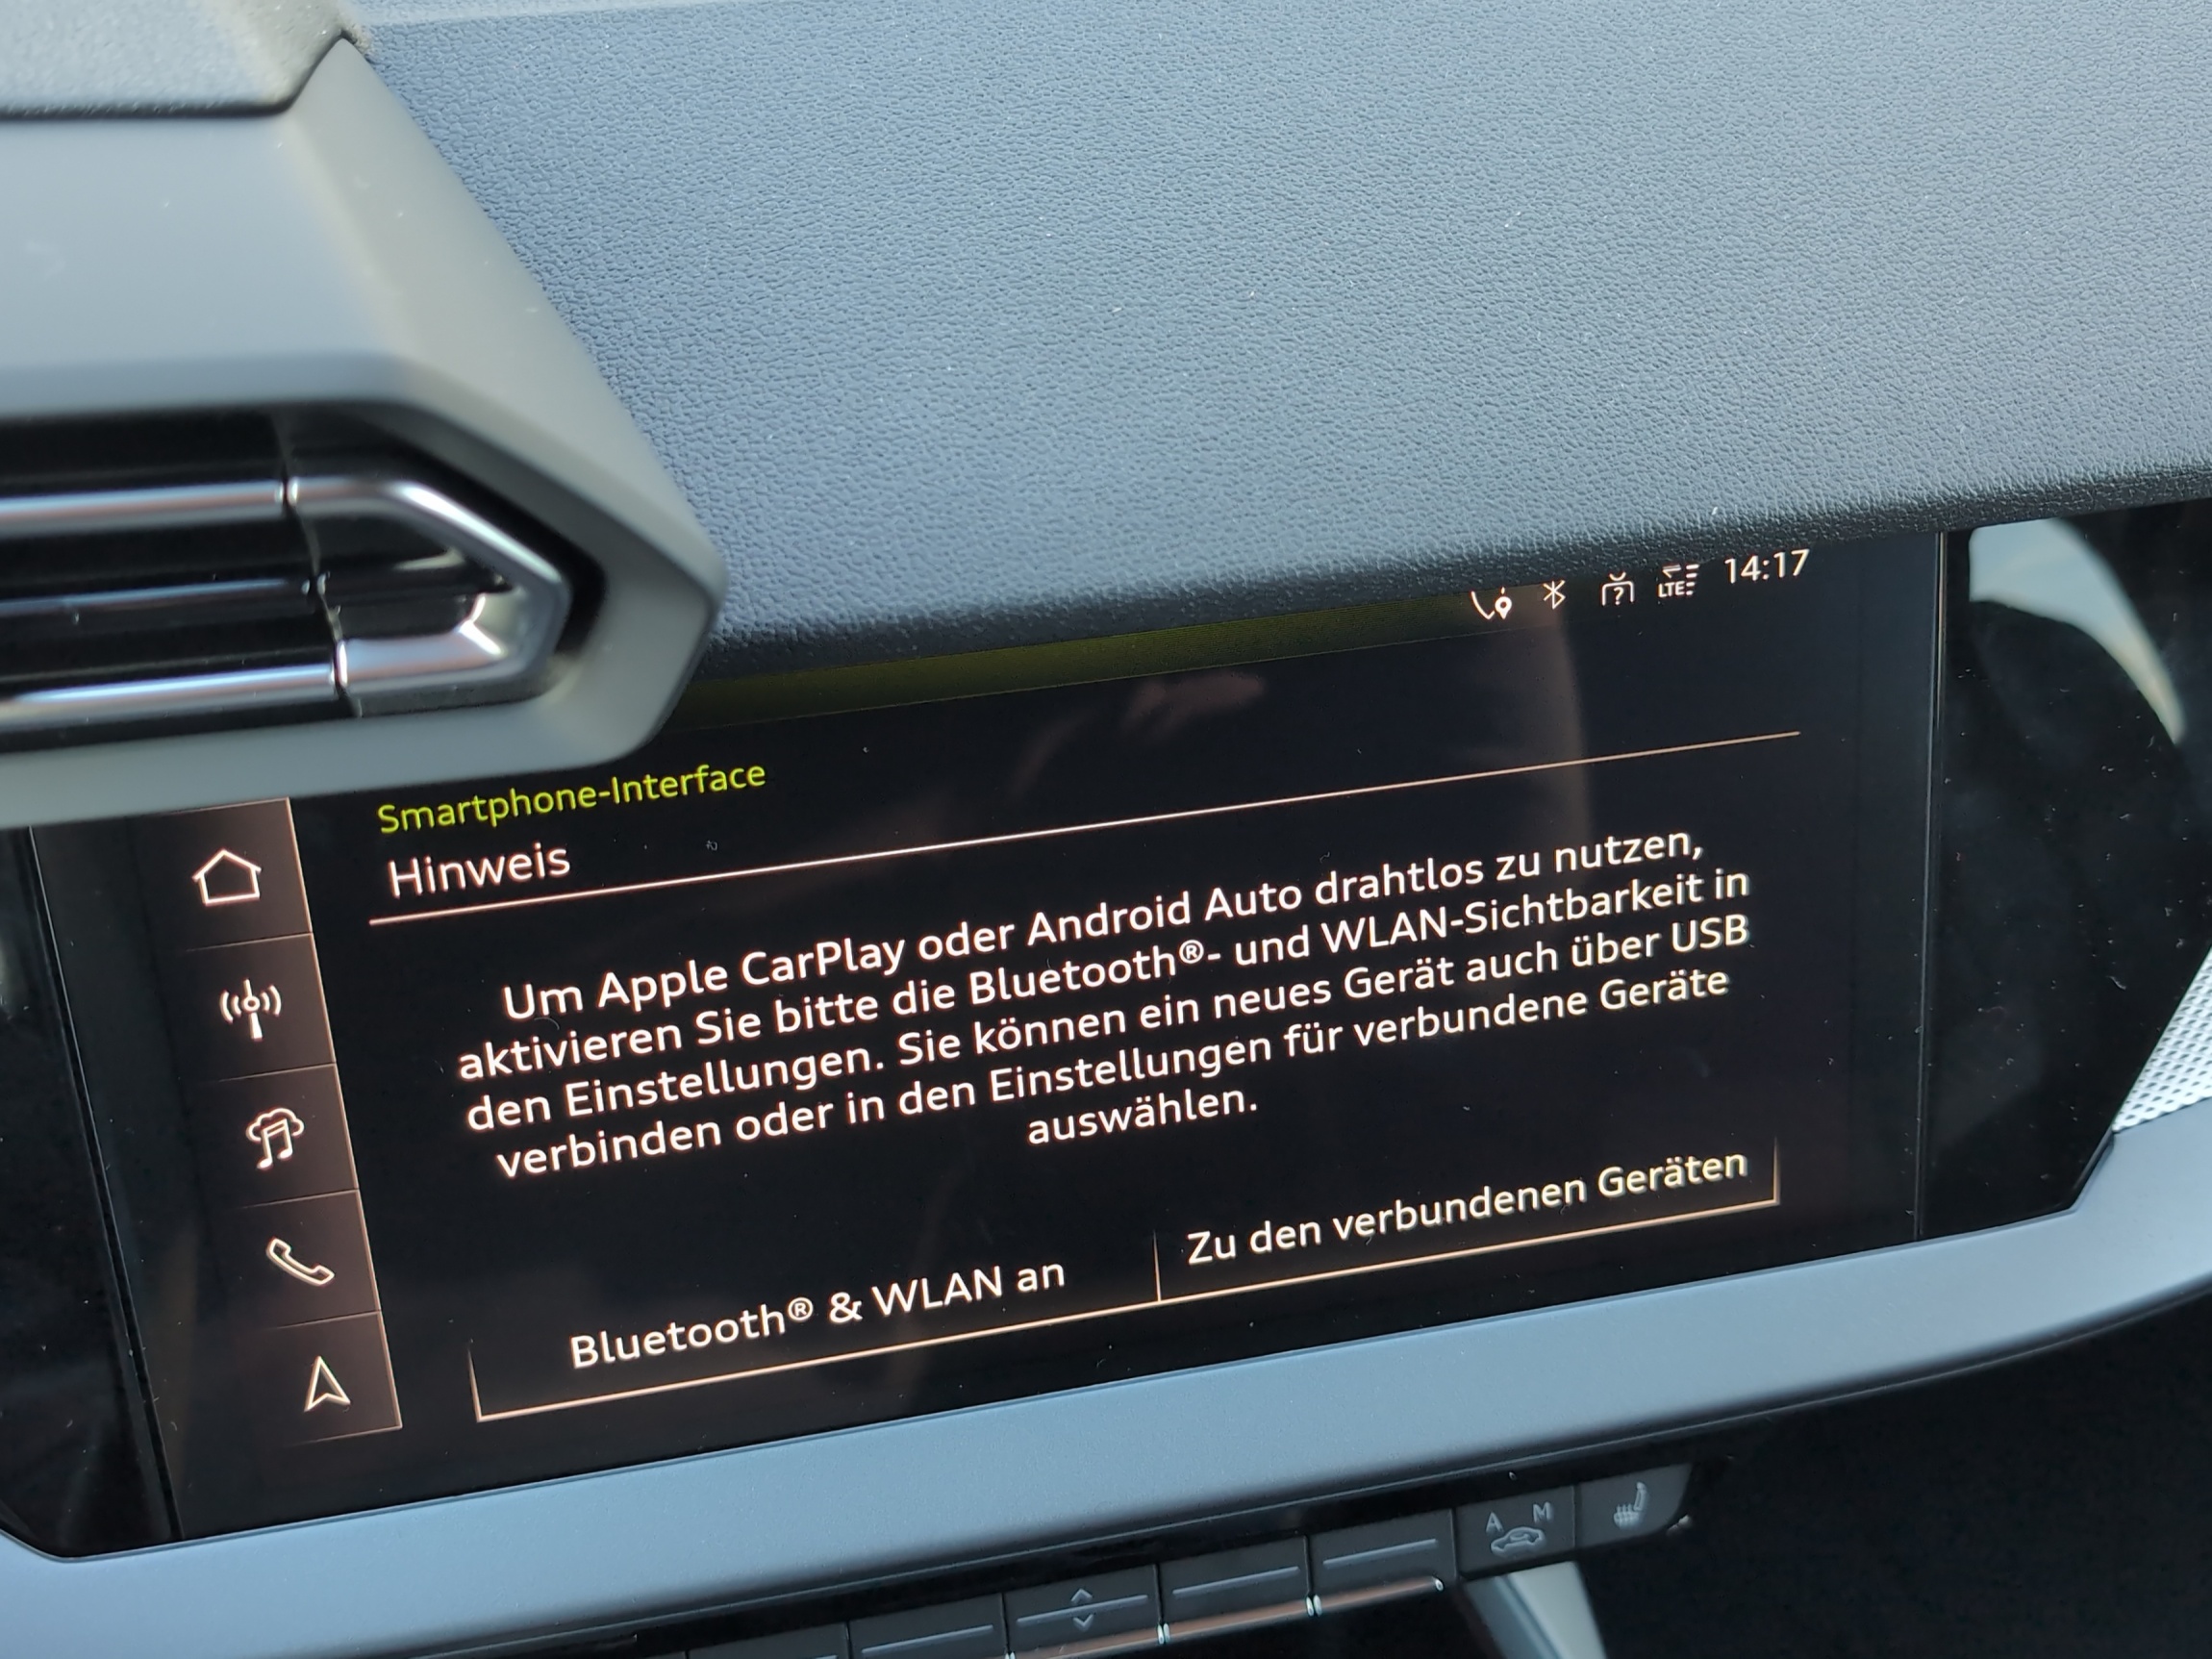 LTE 14:17
Smartphone-Interface
Hinweis
Um Apple CarPlay oder Android Auto drahtlos zu nutzen,
aktivieren Sie bitte die Bluetooth®- und WLAN-Sichtbarkeit in
den Einstellungen. Sie können ein neues Gerät auch über USB
verbinden oder in den Einstellungen für verbundene Geräte
auswählen.
Bluetooth® & WLAN an
Zu den verbundenen Geräten
A M